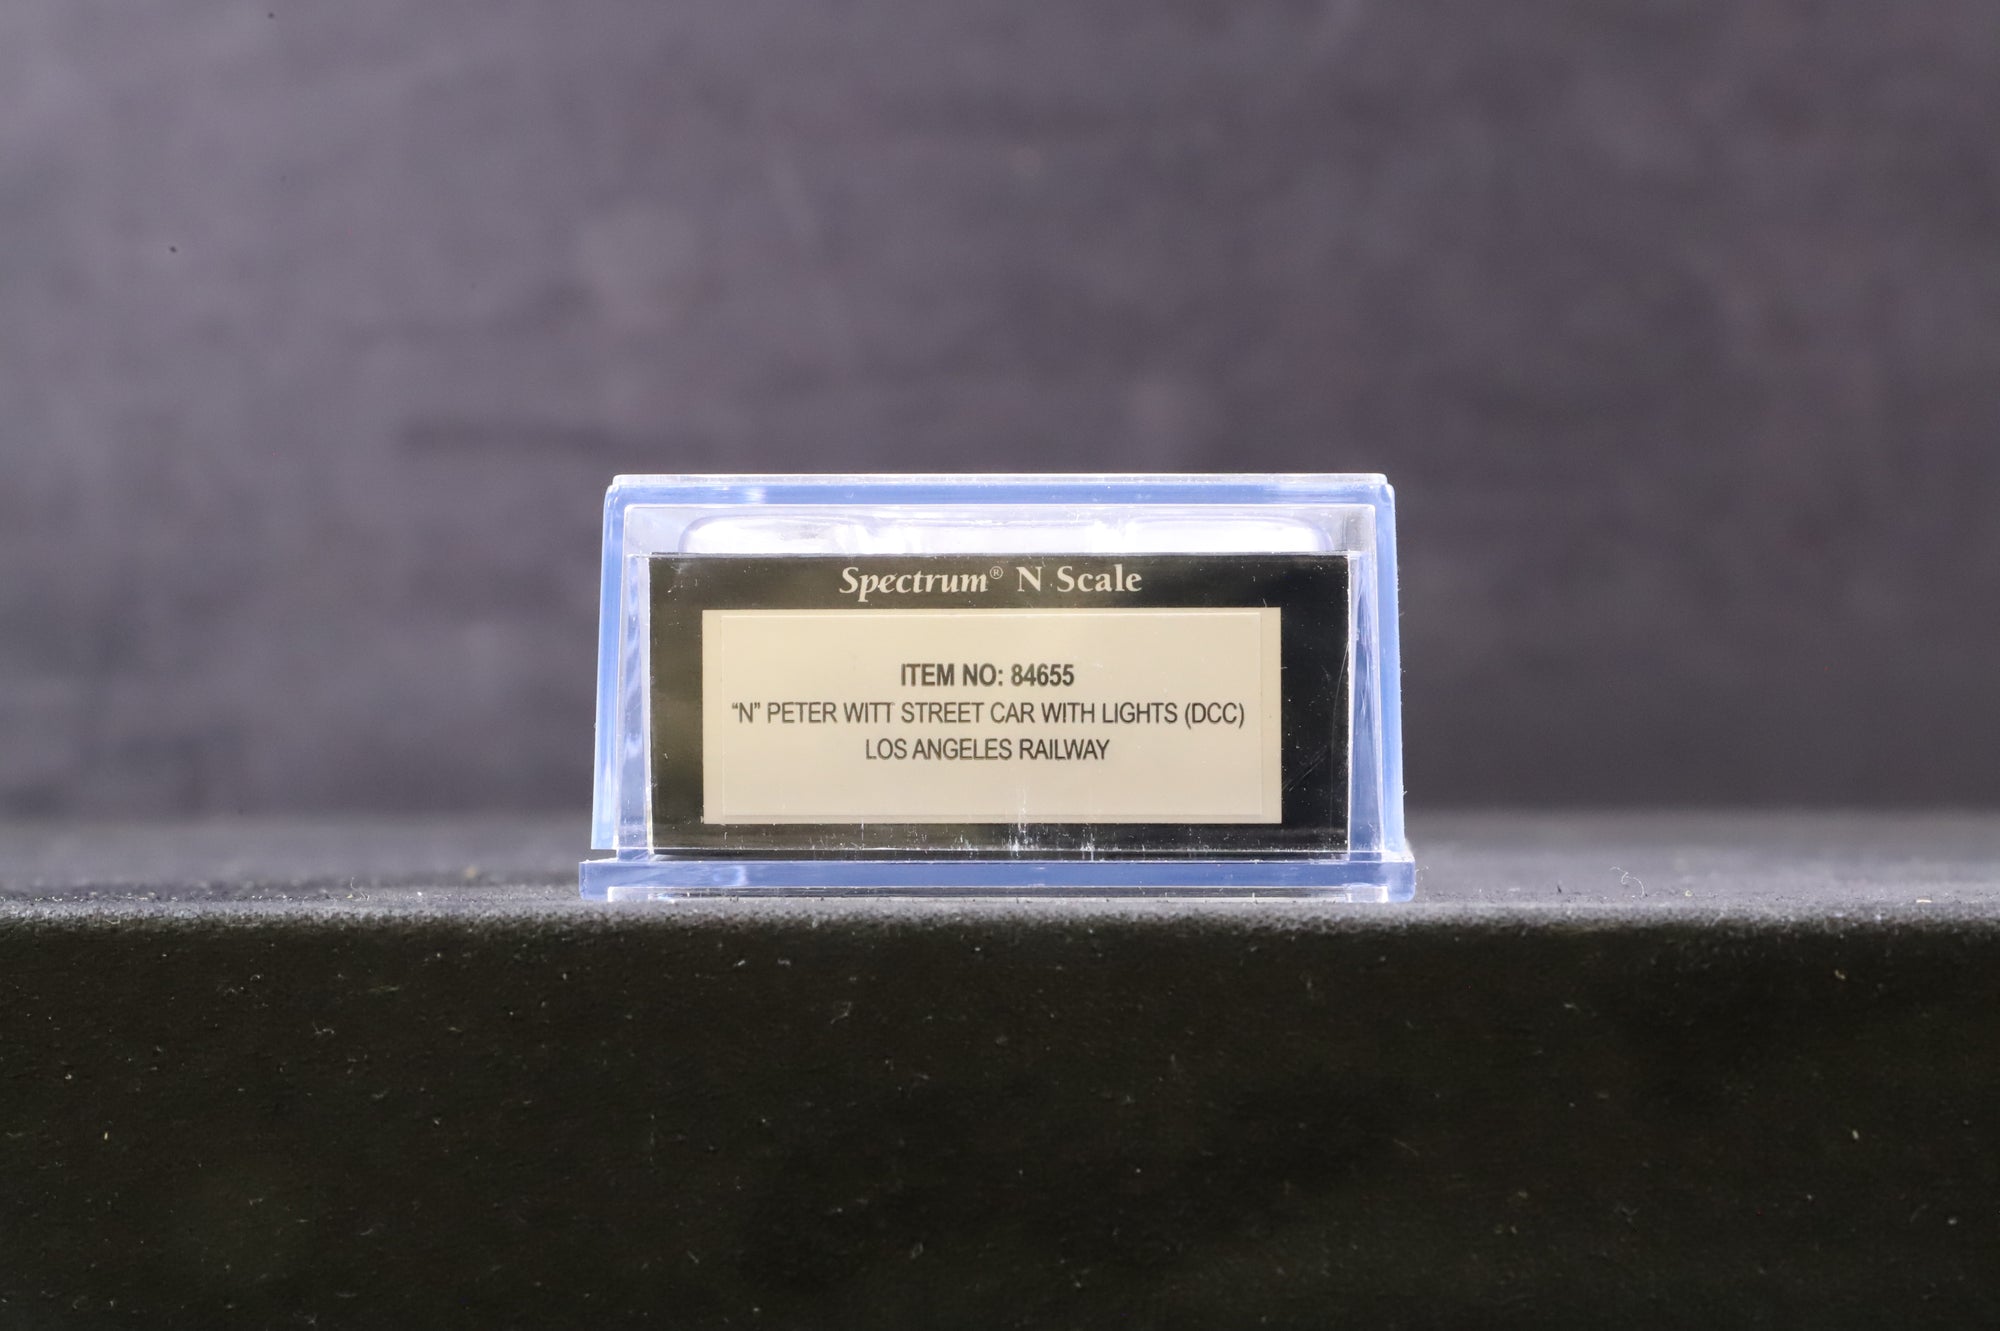 Spectrum® N Scale
ITEM NO: 84655
“N” PETER WITT STREET CAR WITH LIGHTS (DCC)
LOS ANGELES RAILWAY